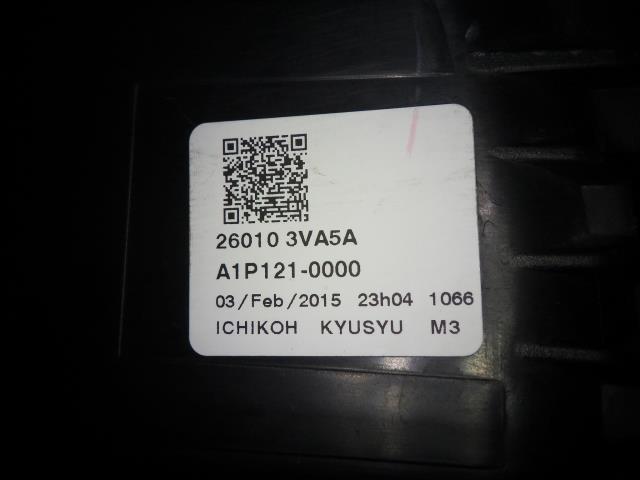 26010 3VA5A
A1P121-0000
03/Feb/2015 23h04 1066
ICHIKOH KYUSYU M3